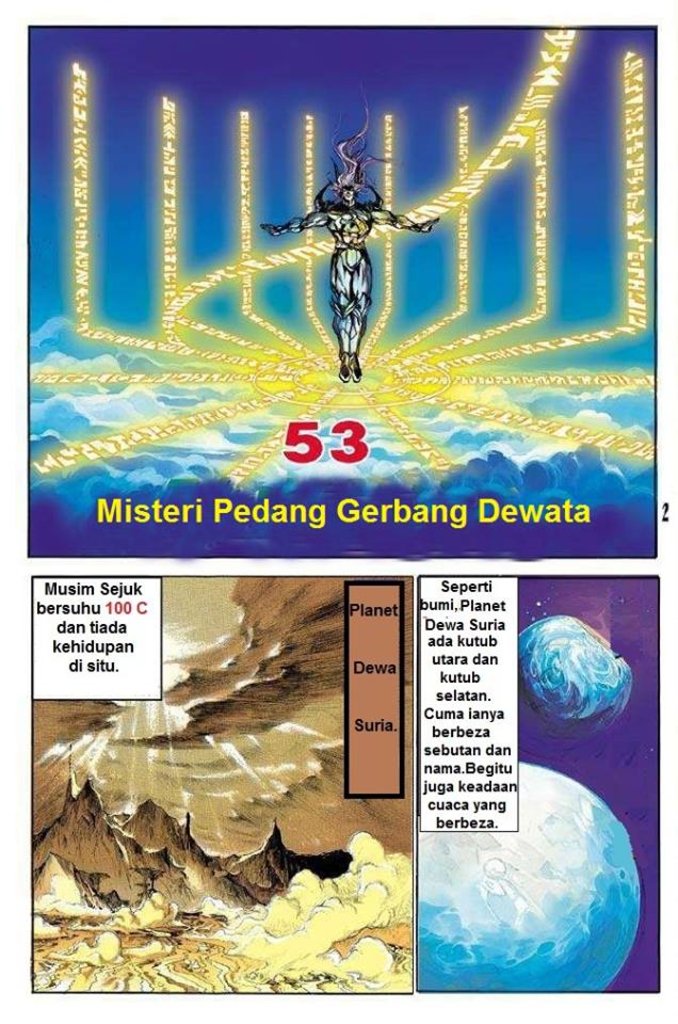 53
Misteri Pedang Gerbang Dewata
2
Musim Sejuk
bersuhu 100 C
dan tiada
kehidupan
di situ.
Planet
Dewa
Suria.
Seperti
bumi,Planet
Dewa Suria
ada kutub
utara dan
kutub
selatan.
Cuma ianya
berbeza
sebutan dan
nama.Begitu
juga keadaan
cuaca yang
berbeza.